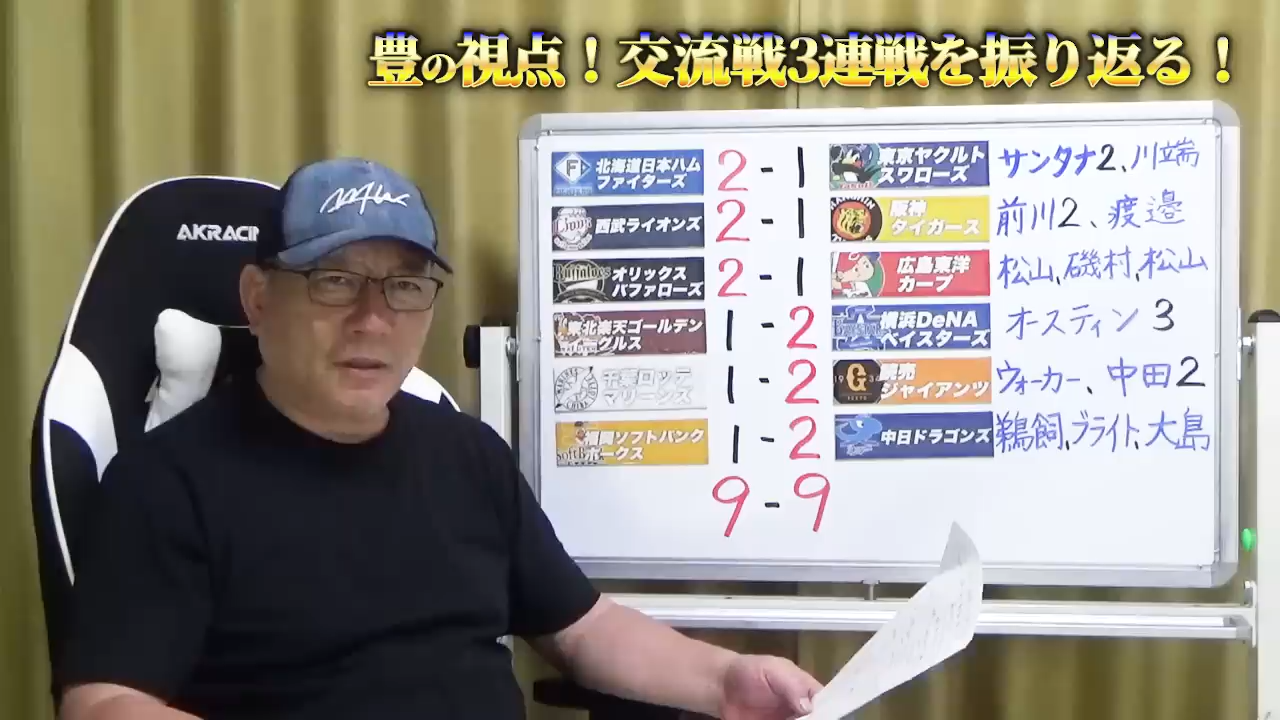 豊の視点！交流戦3連戦を振り返る！
AKRACIN
北海道日本ハム
ファイターズ
2-1
東京ヤクルト
スワローズ
サンタナ2、川端
西武ライオンズ
2-1
阪神
タイガース
前川2、渡邉
オリックス
バファローズ
2-1
広島東洋
カープ
松山、磯村、松山
東北楽天ゴールデン
イーグルス
1-2
横浜DeNA
ベイスターズ
オースティン3
千葉ロッテ
マリーンズ
1-2
読売
ジャイアンツ
ウォーカー、中田2
福岡ソフトバンク
ホークス
1-2
中日ドラゴンズ
鵜飼、ブライト、大島
9-9